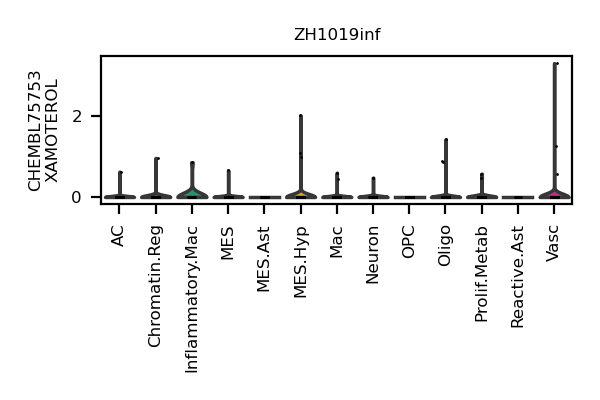 ZH1019inf
CHEMBL75753
XAMOTEROL
2
0
AC
Chromatin.Reg
Inflammatory.Mac
MES
MES.Ast
MES.Hyp
Mac
Neuron
OPC
Oligo
Prolif.Metab
Reactive.Ast
Vasc